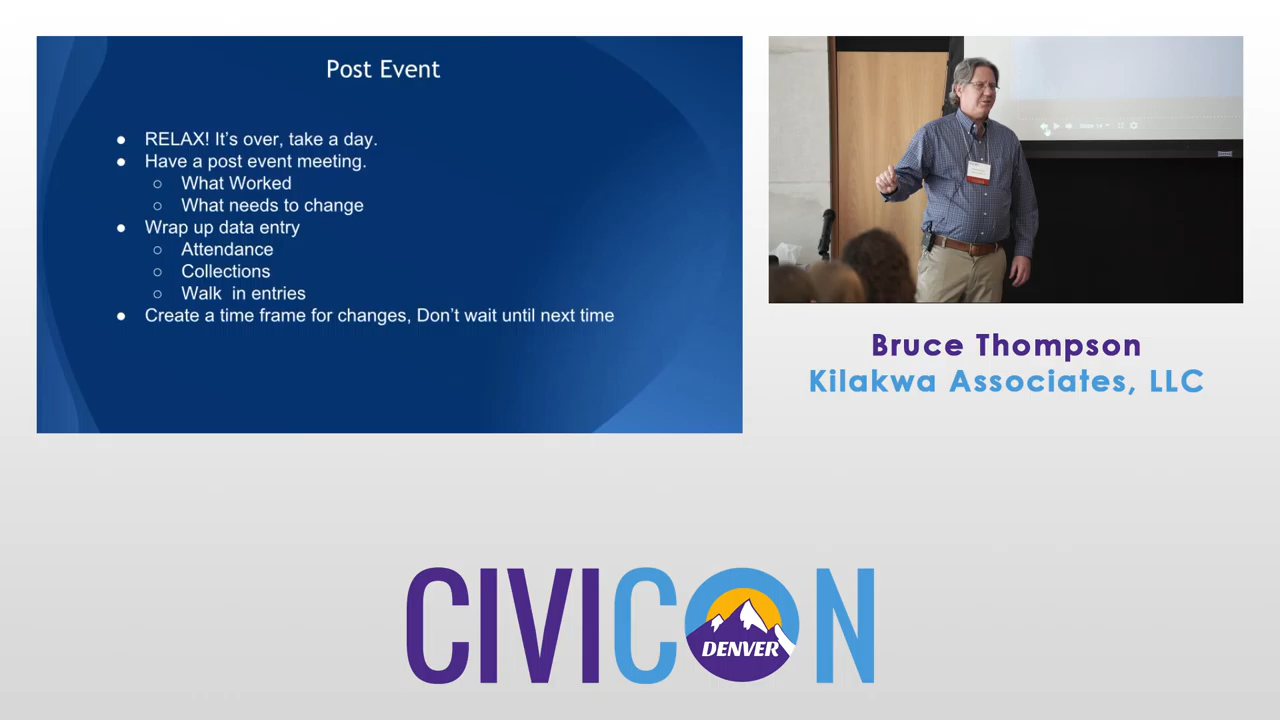 Post Event
● RELAX! It's over, take a day.
● Have a post event meeting.
○ What Worked
○ What needs to change
● Wrap up data entry
○ Attendance
○ Collections
○ Walk  in entries
● Create a time frame for changes, Don't wait until next time
Bruce Thompson
Kilakwa Associates, LLC
CIVICON
DENVER